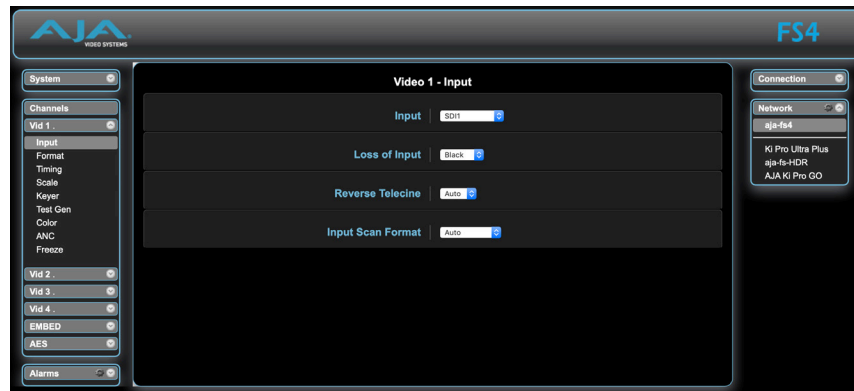 AJA
VIDEO SYSTEMS
FS4
System
Channels
Vid 1 .
Input
Format
Timing
Scale
Keyer
Test Gen
Color
ANC
Freeze
Vid 2 .
Vid 3 .
Vid 4 .
EMBED
AES
Alarms
Video 1 - Input
Input SDI1
Loss of Input Black
Reverse Telecine Auto
Input Scan Format Auto
Connection
Network
aja-fs4
Ki Pro Ultra Plus
aja-fs-HDR
AJA Ki Pro GO